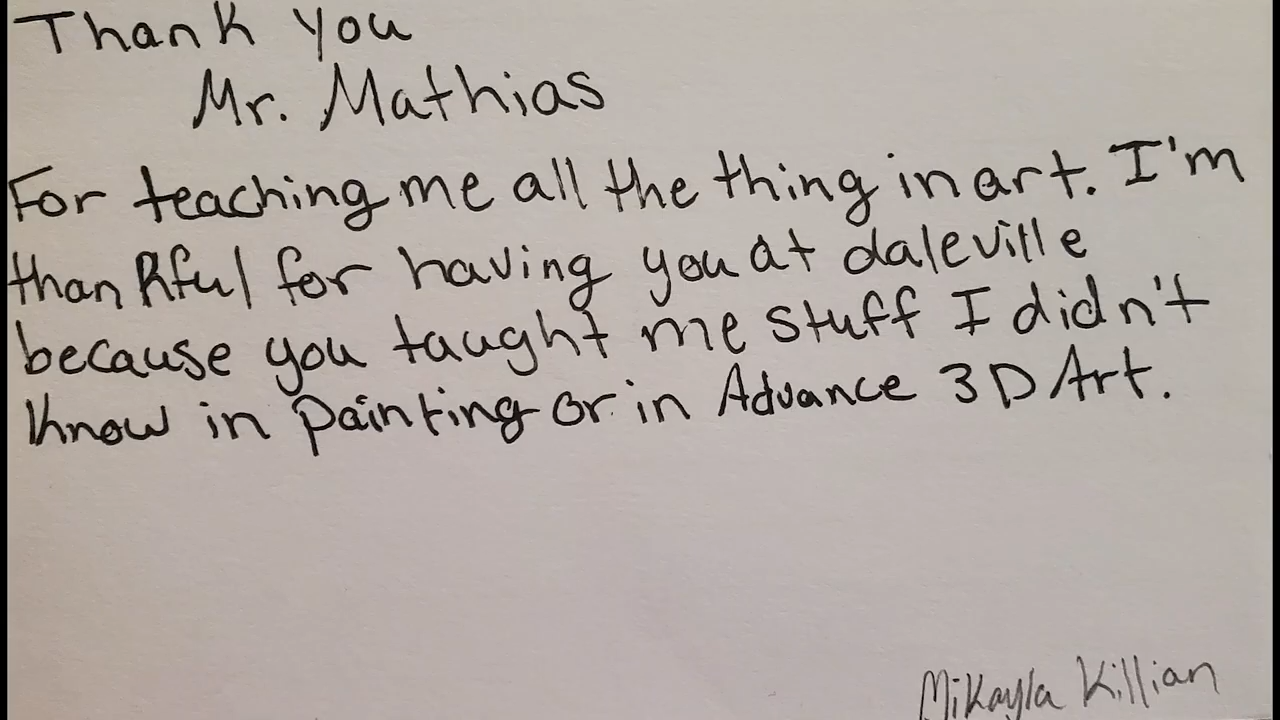 Thank you
Mr. Mathias
For teaching me all the thing in art. I'm
thankful for having you at daleville
because you taught me stuff I didn't
know in painting or in Advance 3D Art.
Mikayla Killian